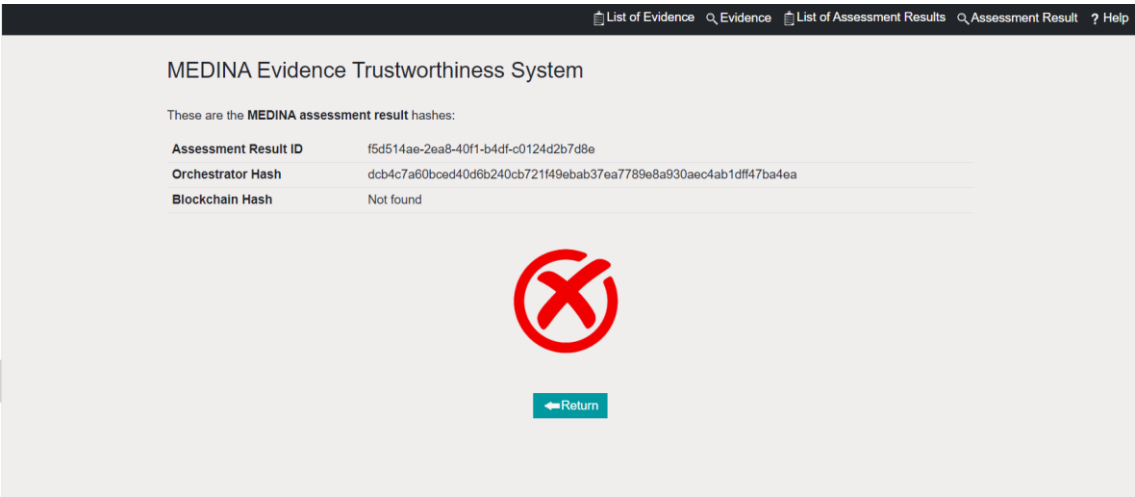 List of Evidence Evidence List of Assessment Results Assessment Result ? Help
MEDINA Evidence Trustworthiness System
These are the MEDINA assessment result hashes:
Assessment Result ID f5d514ae-2ea8-40f1-b4df-c0124d2b7d8e
Orchestrator Hash dcb4c7a60bced40d6b240cb721f49ebab37ea7789e8a930aec4ab1dff47ba4ea
Blockchain Hash Not found
Return